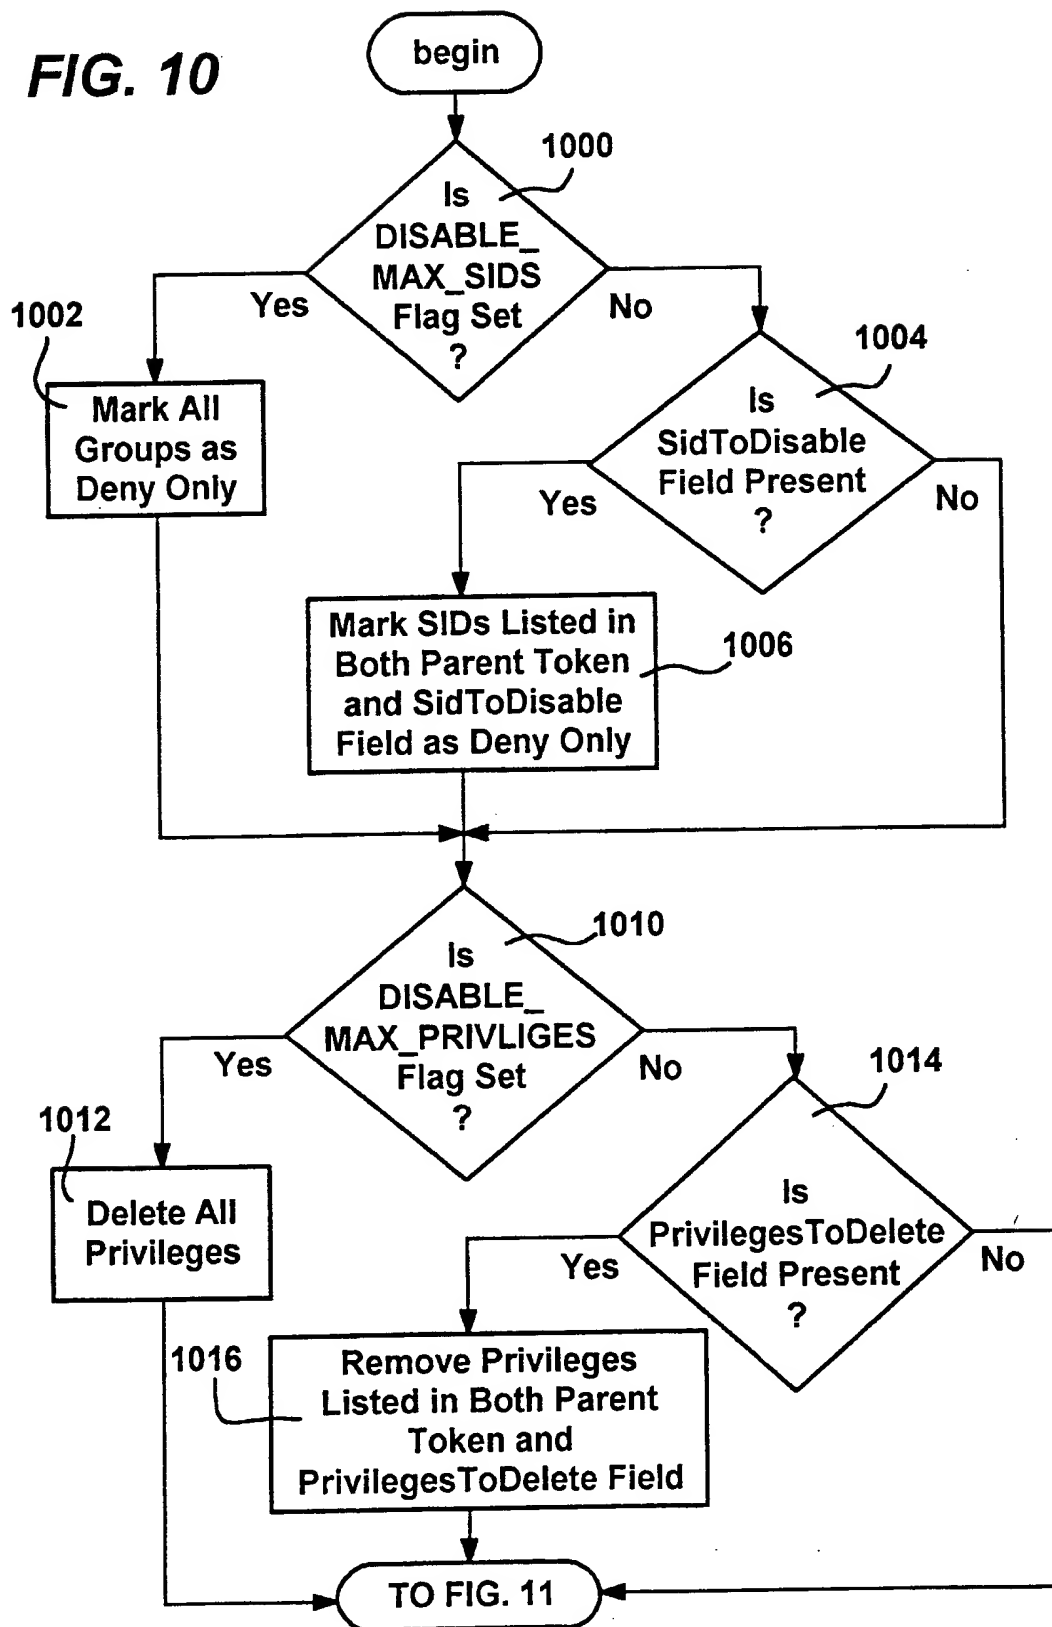 FIG. 10
begin
1000
Is
DISABLE_
MAX_SIDS
Flag Set
?
Yes
No
1002
Mark All
Groups as
Deny Only
1004
Is
SidToDisable
Field Present
?
Yes
No
Mark SIDs Listed in
Both Parent Token
and SidToDisable
Field as Deny Only
1006
1010
Is
DISABLE_
MAX_PRIVLIGES
Flag Set
?
Yes
No
1012
Delete All
Privileges
1014
Is
PrivilegesToDelete
Field Present
?
Yes
No
1016
Remove Privileges
Listed in Both Parent
Token and
PrivilegesToDelete Field
TO FIG. 11